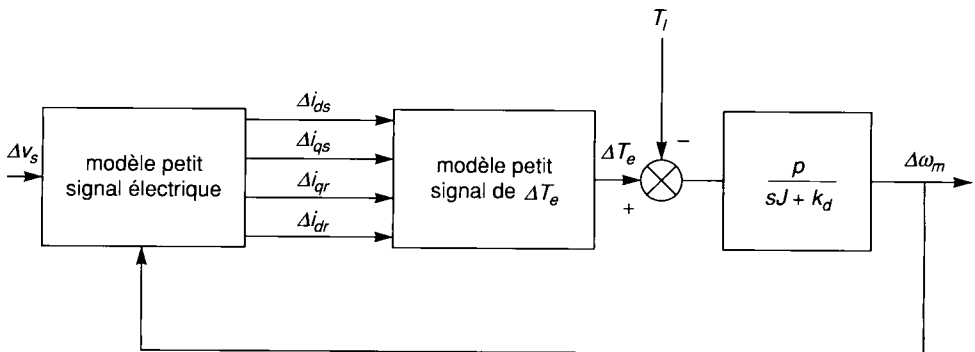 T_l
−
Δv_s
modèle petit
signal électrique
Δi_ds
Δi_qs
Δi_qr
Δi_dr
modèle petit
signal de ΔT_e
ΔT_e
+
p
sJ + k_d
Δω_m